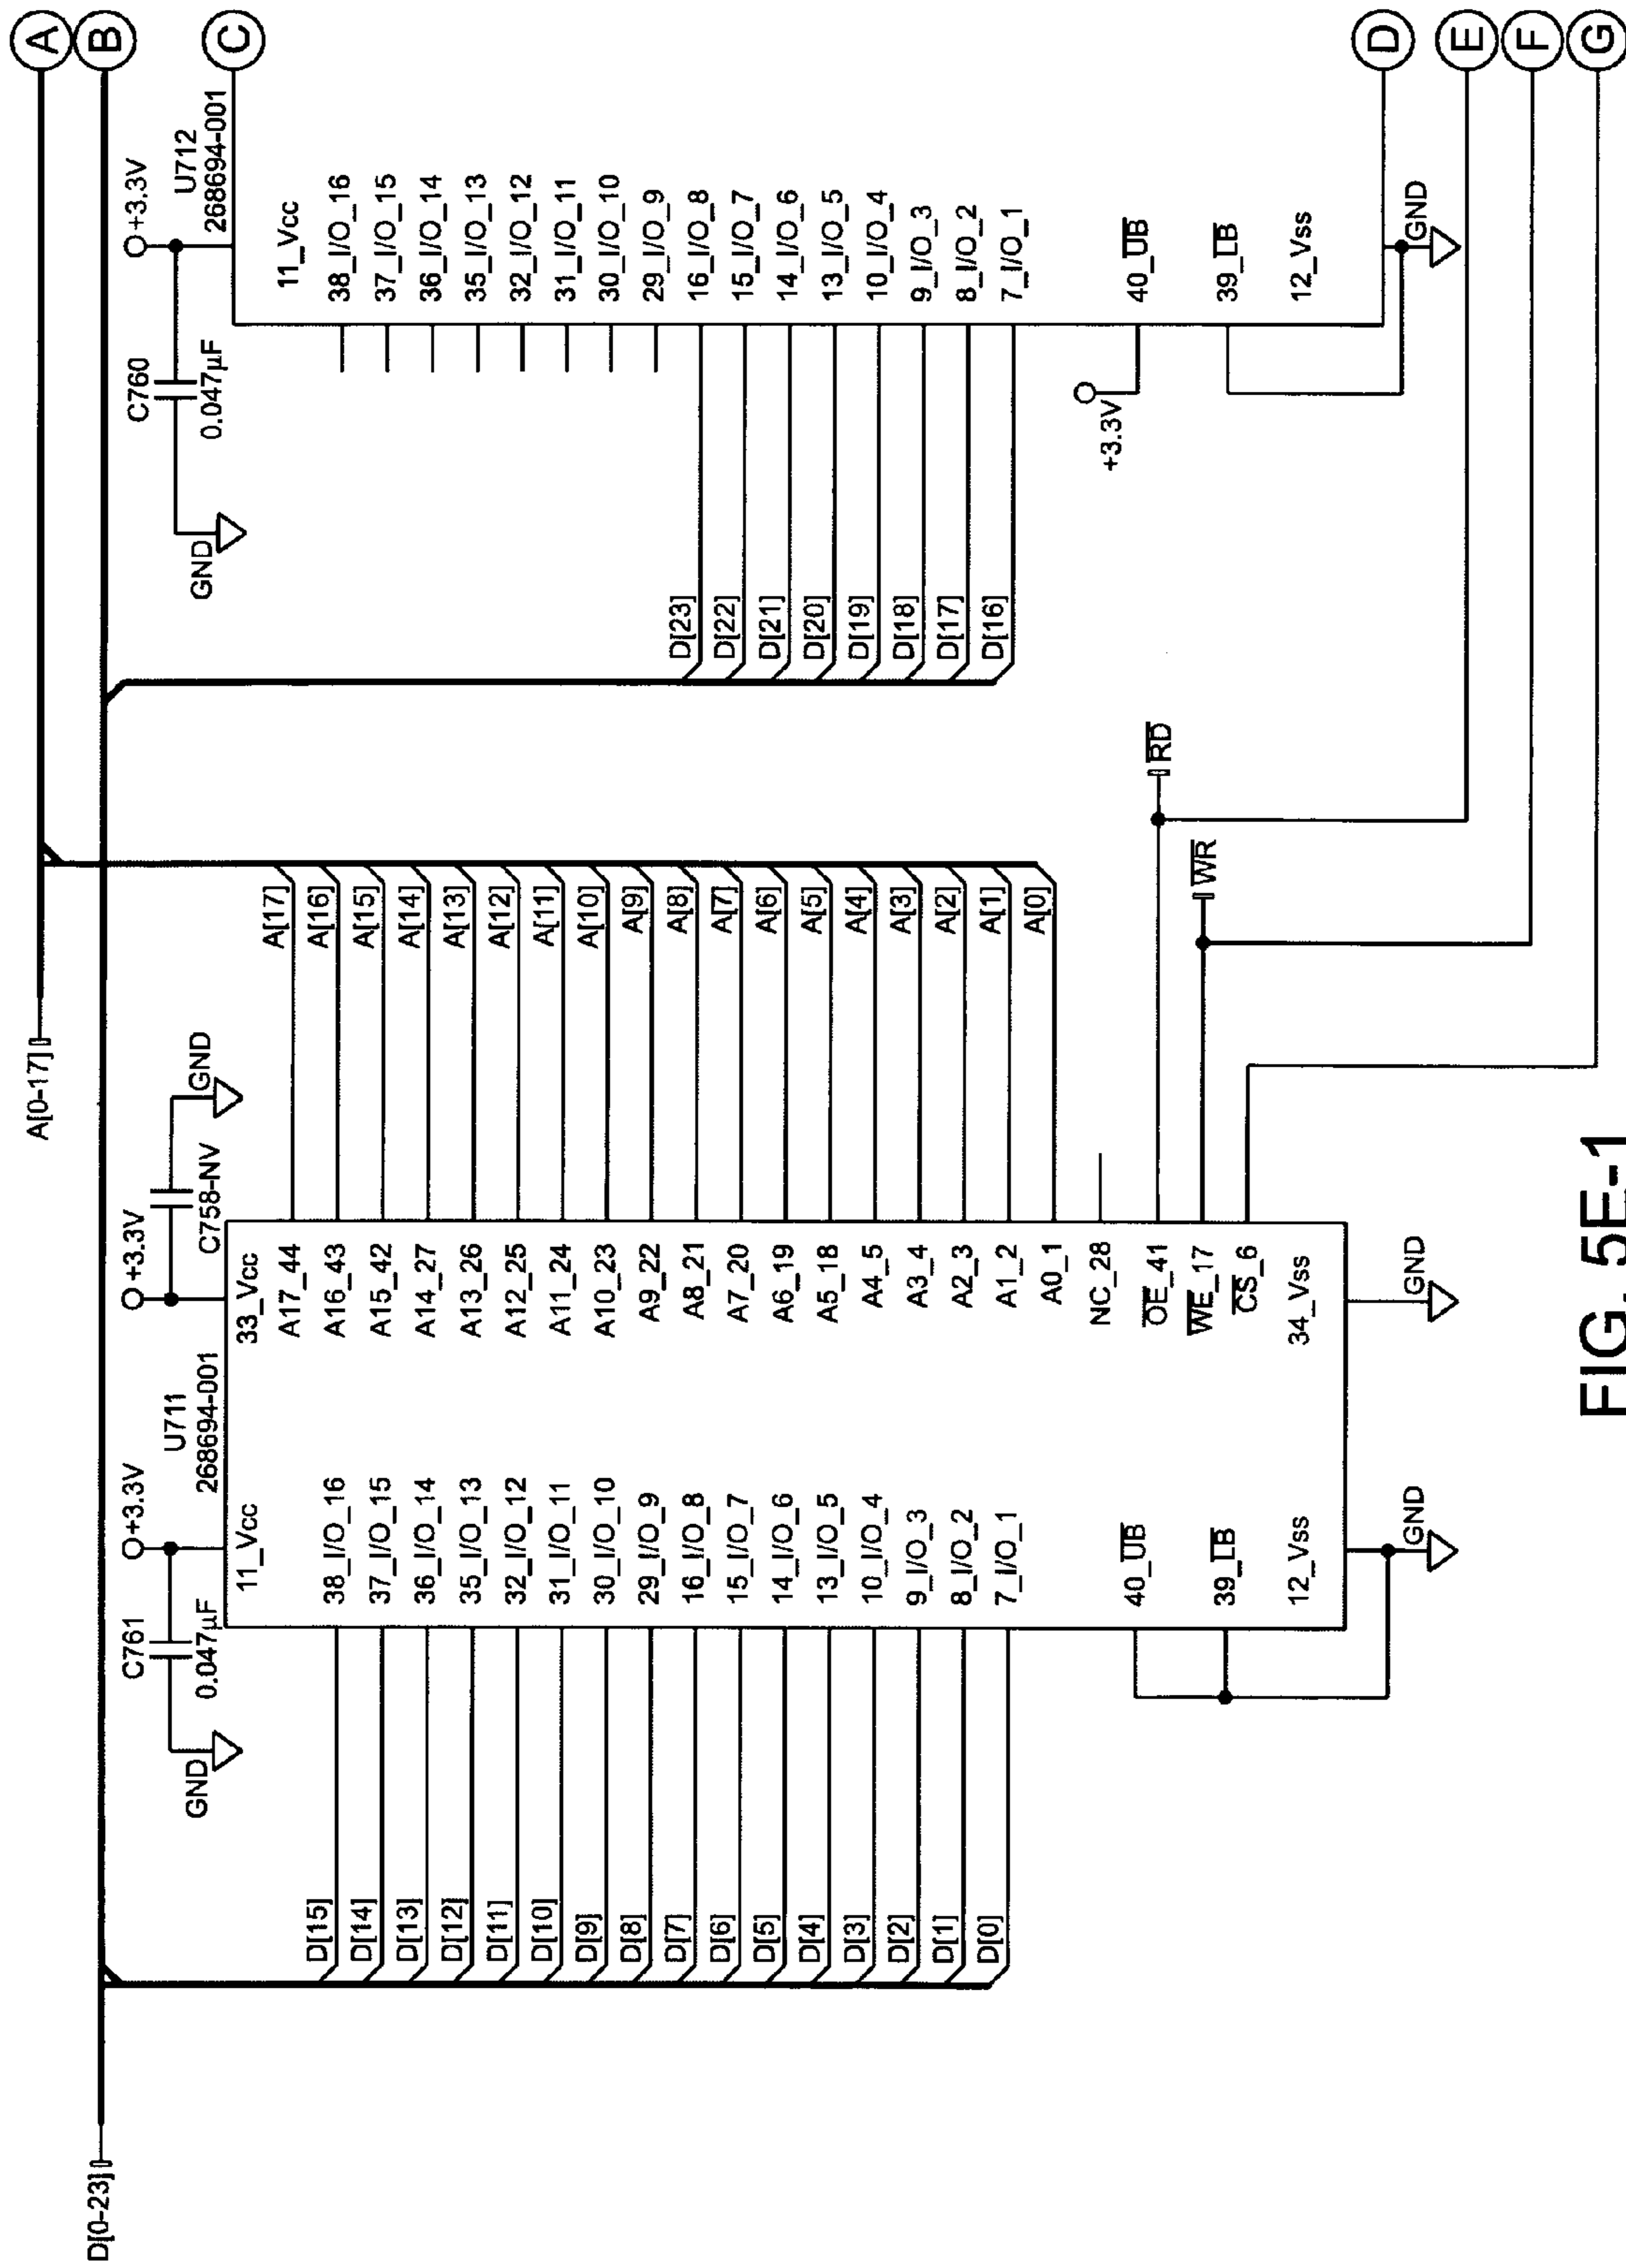 A[0-17]
A
D[0-23]
B
C
+3.3V
C761
0.047µF
GND
U711
268694-001
+3.3V
C758-NV
GND
11_Vcc
33_Vcc
D[15]
38_I/O_16
A17_44
A[17]
D[14]
37_I/O_15
A16_43
A[16]
D[13]
36_I/O_14
A15_42
A[15]
D[12]
35_I/O_13
A14_27
A[14]
D[11]
32_I/O_12
A13_26
A[13]
D[10]
31_I/O_11
A12_25
A[12]
D[9]
30_I/O_10
A11_24
A[11]
D[8]
29_I/O_9
A10_23
A[10]
D[7]
16_I/O_8
A9_22
A[9]
D[6]
15_I/O_7
A8_21
A[8]
D[5]
14_I/O_6
A7_20
A[7]
D[4]
13_I/O_5
A6_19
A[6]
D[3]
10_I/O_4
A5_18
A[5]
D[2]
9_I/O_3
A4_5
A[4]
D[1]
8_I/O_2
A3_4
A[3]
D[0]
7_I/O_1
A2_3
A[2]
A1_2
A[1]
A0_1
A[0]
NC_28
40_UB
OE_41
RD
WE_17
WR
39_LB
CS_6
12_Vss
34_Vss
GND
GND
C760
0.047µF
GND
+3.3V
U712
268694-001
11_Vcc
38_I/O_16
37_I/O_15
36_I/O_14
35_I/O_13
32_I/O_12
31_I/O_11
30_I/O_10
29_I/O_9
D[23]
16_I/O_8
D[22]
15_I/O_7
D[21]
14_I/O_6
D[20]
13_I/O_5
D[19]
10_I/O_4
D[18]
9_I/O_3
D[17]
8_I/O_2
D[16]
7_I/O_1
+3.3V
40_UB
39_LB
12_Vss
GND
D
E
F
G
FIG. 5E-1